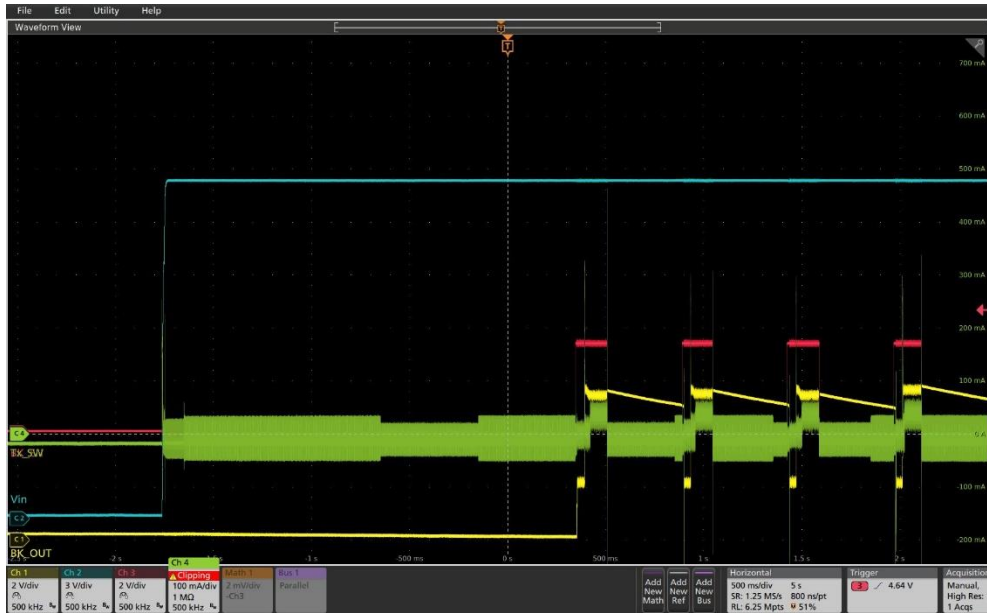 File Edit Utility Help
Waveform View
T
T
700 mA
600 mA
500 mA
400 mA
300 mA
200 mA
100 mA
C 4
0 A
Vin
-100 mA
C 2
-200 mA
C 1
BK_OUT
-2 s
-500 ms
0 s
500 ms
1 s
1.5 s
2 s
Ch 1
2 V/div
500 kHz
Ch 2
3 V/div
500 kHz
Ch 3
2 V/div
500 kHz
Ch 4
Clipping
100 mA/div
1 MΩ
500 kHz
Math 1
2 mV/div
-Ch3
Bus 1
Parallel
Add New Math
Add New Ref
Add New Bus
Horizontal
500 ms/div 5 s
SR: 1.25 MS/s 800 ns/pt
RL: 6.25 Mpts 51%
Trigger
3 4.64 V
Acquisition
Manual,
High Res:
1 Acqs